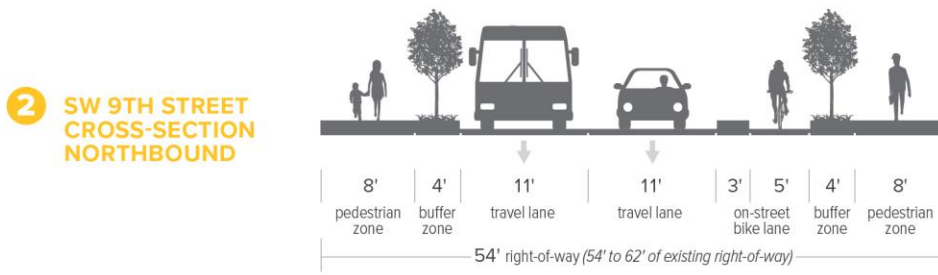 2 SW 9TH STREET
CROSS-SECTION
NORTHBOUND
8' 4' 11' 11' 3' 5' 4' 8'
pedestrian zone
buffer zone
travel lane
travel lane
on-street bike lane
buffer zone
pedestrian zone
54' right-of-way (54' to 62' of existing right-of-way)